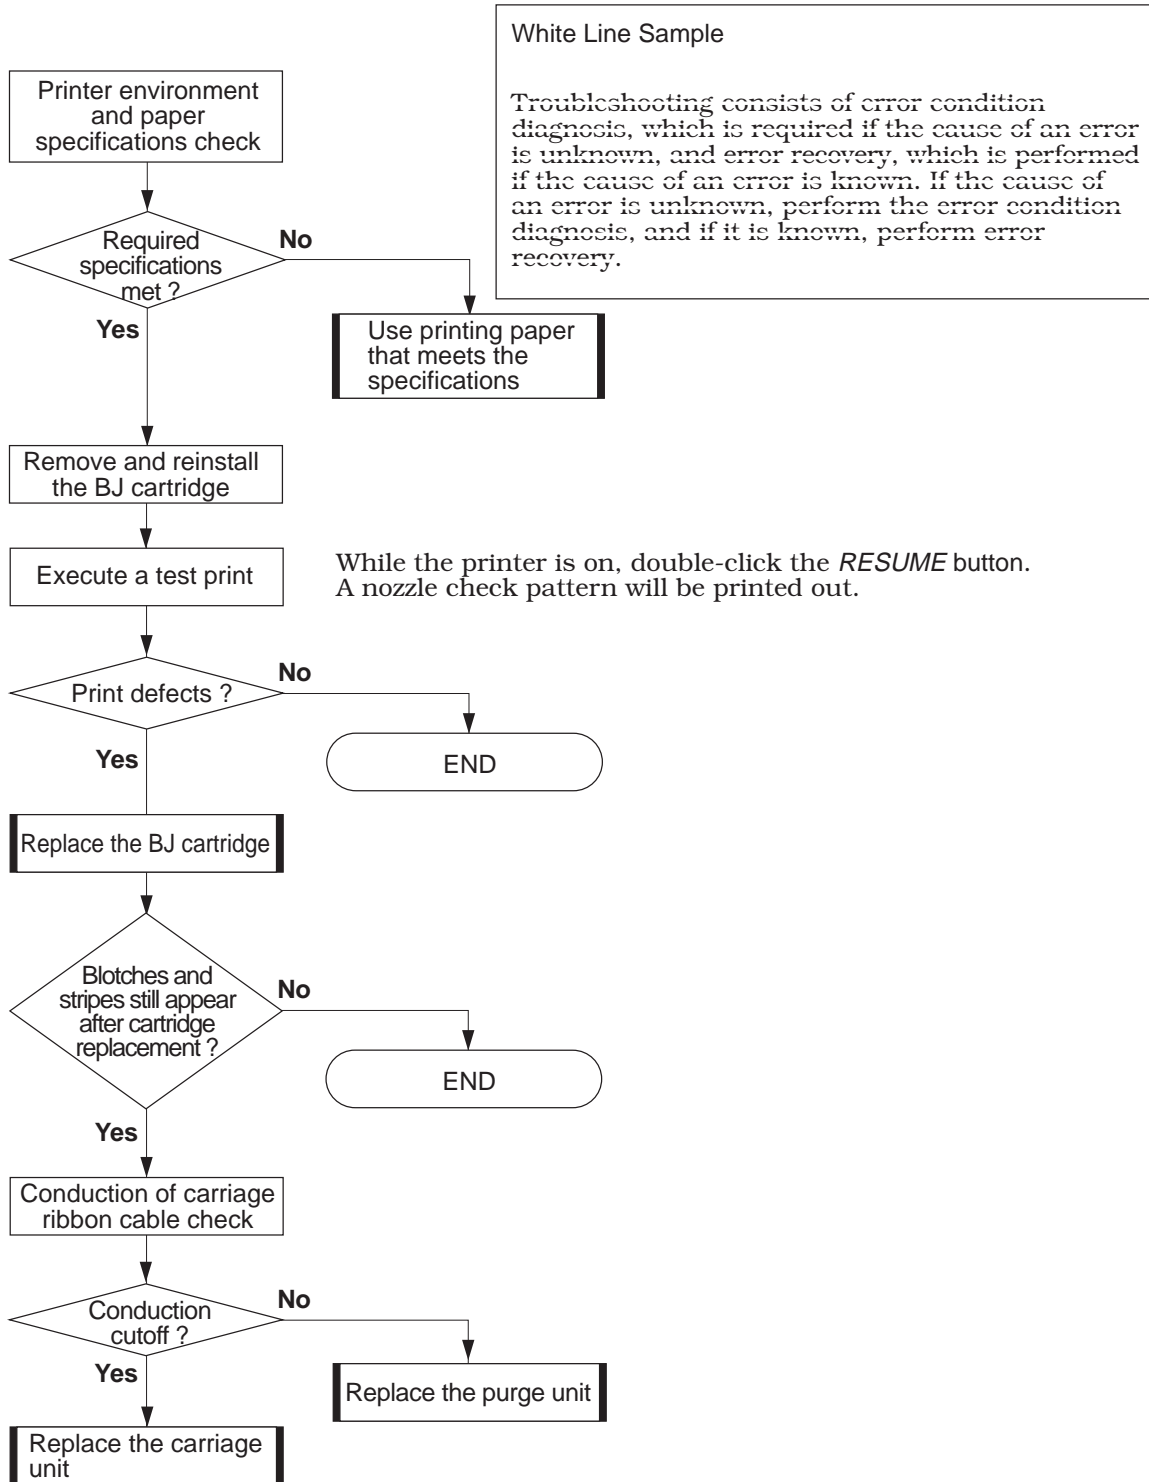 White Line Sample
Troubleshooting consists of error condition
diagnosis, which is required if the cause of an error
is unknown, and error recovery, which is performed
if the cause of an error is known. If the cause of
an error is unknown, perform the error condition
diagnosis, and if it is known, perform error
recovery.
Printer environment
and paper
specifications check
Required
specifications
met ?
No
Yes
Use printing paper
that meets the
specifications
Remove and reinstall
the BJ cartridge
Execute a test print
While the printer is on, double-click the RESUME button.
A nozzle check pattern will be printed out.
Print defects ?
No
Yes
END
Replace the BJ cartridge
Blotches and
stripes still appear
after cartridge
replacement ?
No
END
Yes
Conduction of carriage
ribbon cable check
Conduction
cutoff ?
No
Yes
Replace the purge unit
Replace the carriage
unit